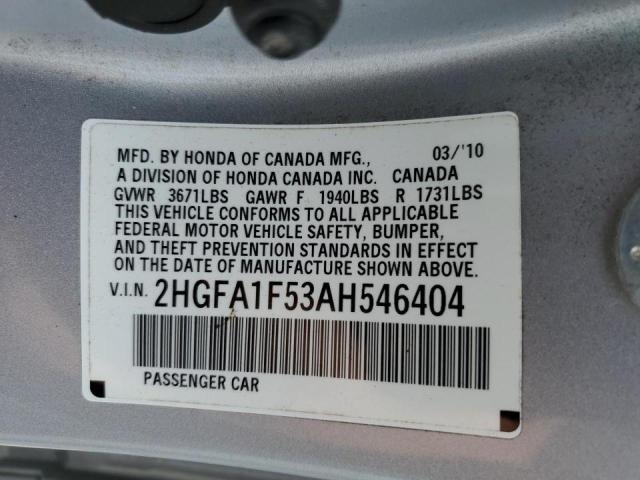 MFD. BY HONDA OF CANADA MFG., 03/'10
A DIVISION OF HONDA CANADA INC. CANADA
GVWR 3671LBS GAWR F 1940LBS R 1731LBS
THIS VEHICLE CONFORMS TO ALL APPLICABLE
FEDERAL MOTOR VEHICLE SAFETY, BUMPER,
AND THEFT PREVENTION STANDARDS IN EFFECT
ON THE DATE OF MANUFACTURE SHOWN ABOVE.
V.I.N. 2HGFA1F53AH546404
PASSENGER CAR